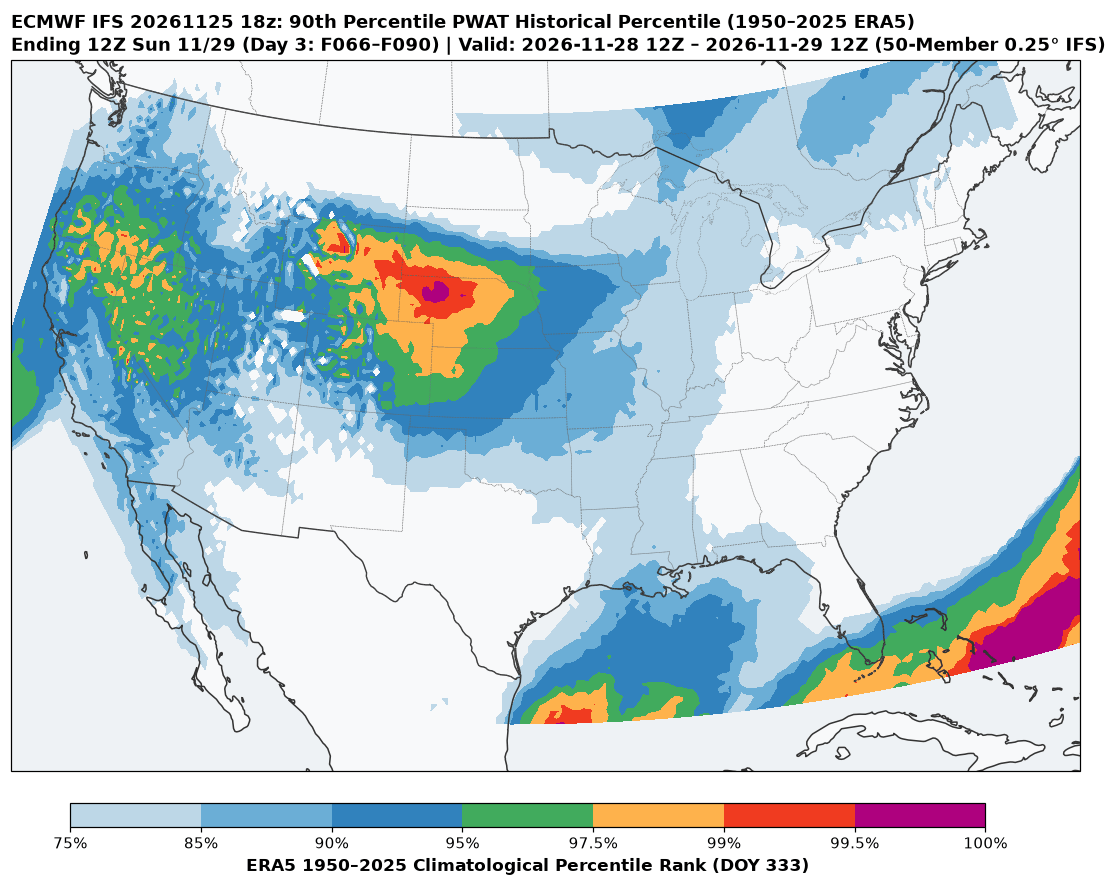 ECMWF IFS 20261125 18z: 90th Percentile PWAT Historical Percentile (1950–2025 ERA5)
Ending 12Z Sun 11/29 (Day 3: F066–F090) | Valid: 2026-11-28 12Z – 2026-11-29 12Z (50-Member 0.25° IFS)
75% 85% 90% 95% 97.5% 99% 99.5% 100%
ERA5 1950–2025 Climatological Percentile Rank (DOY 333)